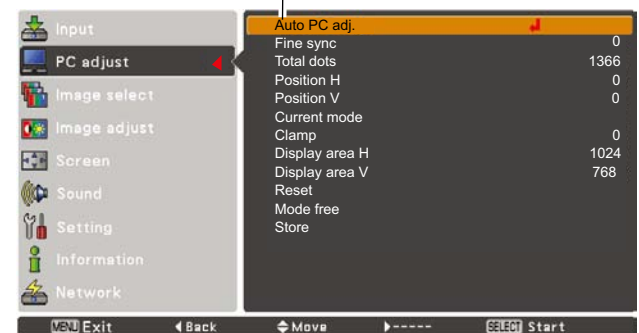 Input
PC adjust
Image select
Image adjust
Screen
Sound
Setting
Information
Network
Auto PC adj.
Fine sync 0
Total dots 1366
Position H 0
Position V 0
Current mode
Clamp 0
Display area H 1024
Display area V 768
Reset
Mode free
Store
MENU Exit Back Move ----- SELECT Start